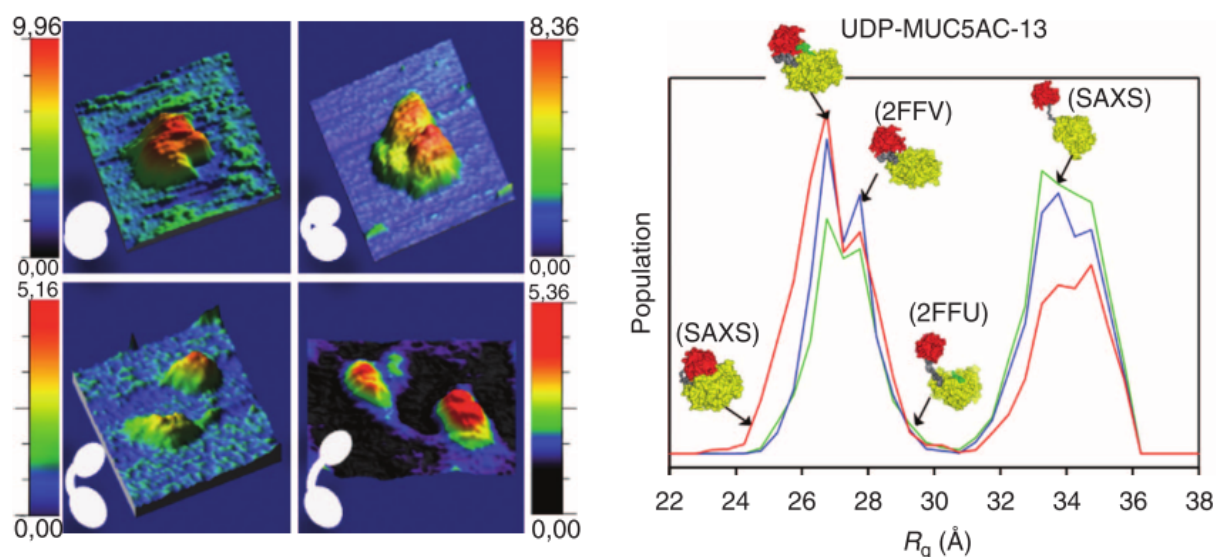 9,96
8,36
0,00
0,00
5,16
5,36
0,00
0,00
UDP-MUC5AC-13
(2FFV)
(SAXS)
(SAXS)
(2FFU)
Population
22 24 26 28 30 32 34 36 38
Rg (Å)